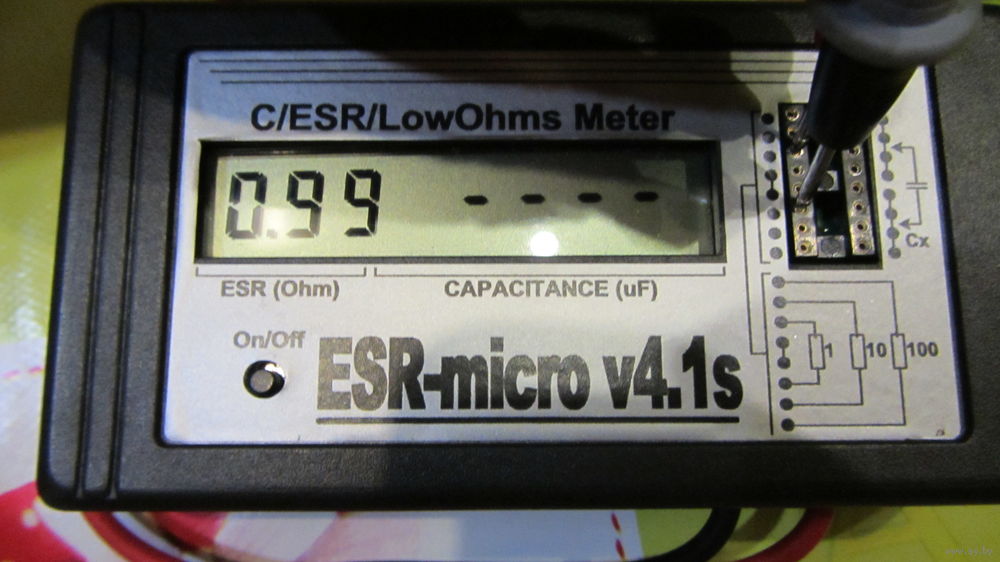 C/ESR/LowOhms Meter
0.99 - - - -
ESR (Ohm) CAPACITANCE (uF)
Cx
On/Off
ESR-micro v4.1s
1 10 100